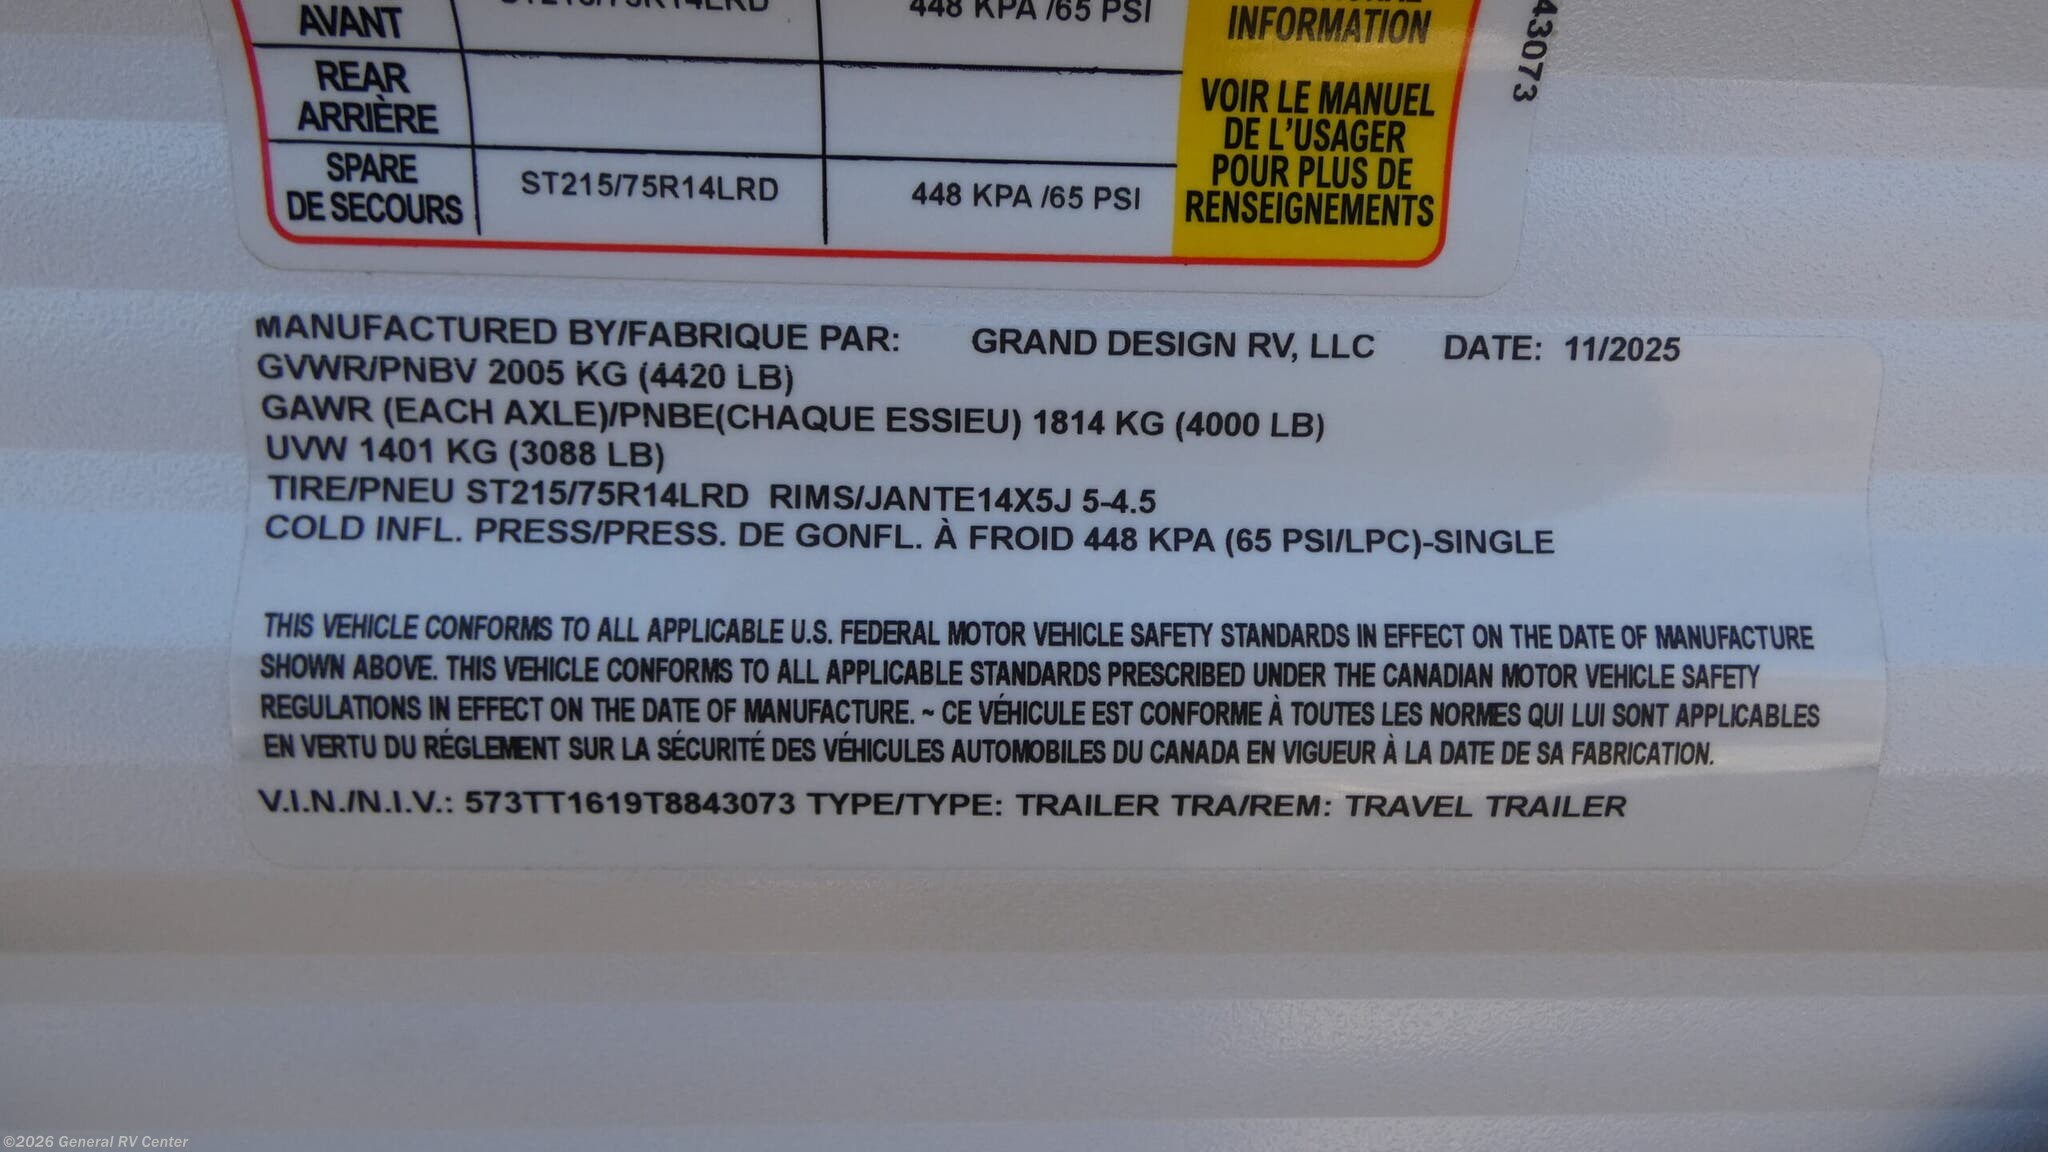 AVANT
ST215/75R14LRD
448 KPA /65 PSI
INFORMATION
REAR
ARRIÈRE
VOIR LE MANUEL
DE L'USAGER
POUR PLUS DE
RENSEIGNEMENTS
SPARE
DE SECOURS
ST215/75R14LRD
448 KPA /65 PSI
43073
MANUFACTURED BY/FABRIQUE PAR: GRAND DESIGN RV, LLC DATE: 11/2025
GVWR/PNBV 2005 KG (4420 LB)
GAWR (EACH AXLE)/PNBE(CHAQUE ESSIEU) 1814 KG (4000 LB)
UVW 1401 KG (3088 LB)
TIRE/PNEU ST215/75R14LRD RIMS/JANTE14X5J 5-4.5
COLD INFL. PRESS/PRESS. DE GONFL. À FROID 448 KPA (65 PSI/LPC)-SINGLE
THIS VEHICLE CONFORMS TO ALL APPLICABLE U.S. FEDERAL MOTOR VEHICLE SAFETY STANDARDS IN EFFECT ON THE DATE OF MANUFACTURE
SHOWN ABOVE. THIS VEHICLE CONFORMS TO ALL APPLICABLE STANDARDS PRESCRIBED UNDER THE CANADIAN MOTOR VEHICLE SAFETY
REGULATIONS IN EFFECT ON THE DATE OF MANUFACTURE. ~ CE VÉHICULE EST CONFORME À TOUTES LES NORMES QUI LUI SONT APPLICABLES
EN VERTU DU RÉGLEMENT SUR LA SÉCURITÉ DES VÉHICULES AUTOMOBILES DU CANADA EN VIGUEUR À LA DATE DE SA FABRICATION.
V.I.N./N.I.V.: 573TT1619T8843073 TYPE/TYPE: TRAILER TRA/REM: TRAVEL TRAILER
©2026 General RV Center